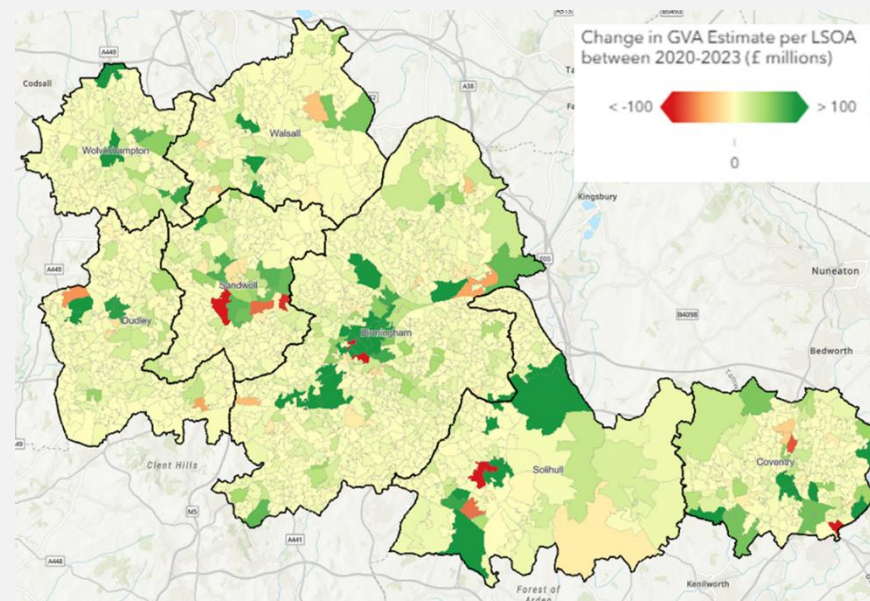 Change in GVA Estimate per LSOA
between 2020-2023 (£ millions)
< -100
> 100
0
A449
Codsall
A38
Walsall
Wolverhampton
Kingsbury
A449
Nuneaton
Sandwell
B4098
Dudley
Birmingham
Bedworth
Coventry
Solihull
Clent Hills
M5
A441
A448
Kenilworth
Forest of
Arden